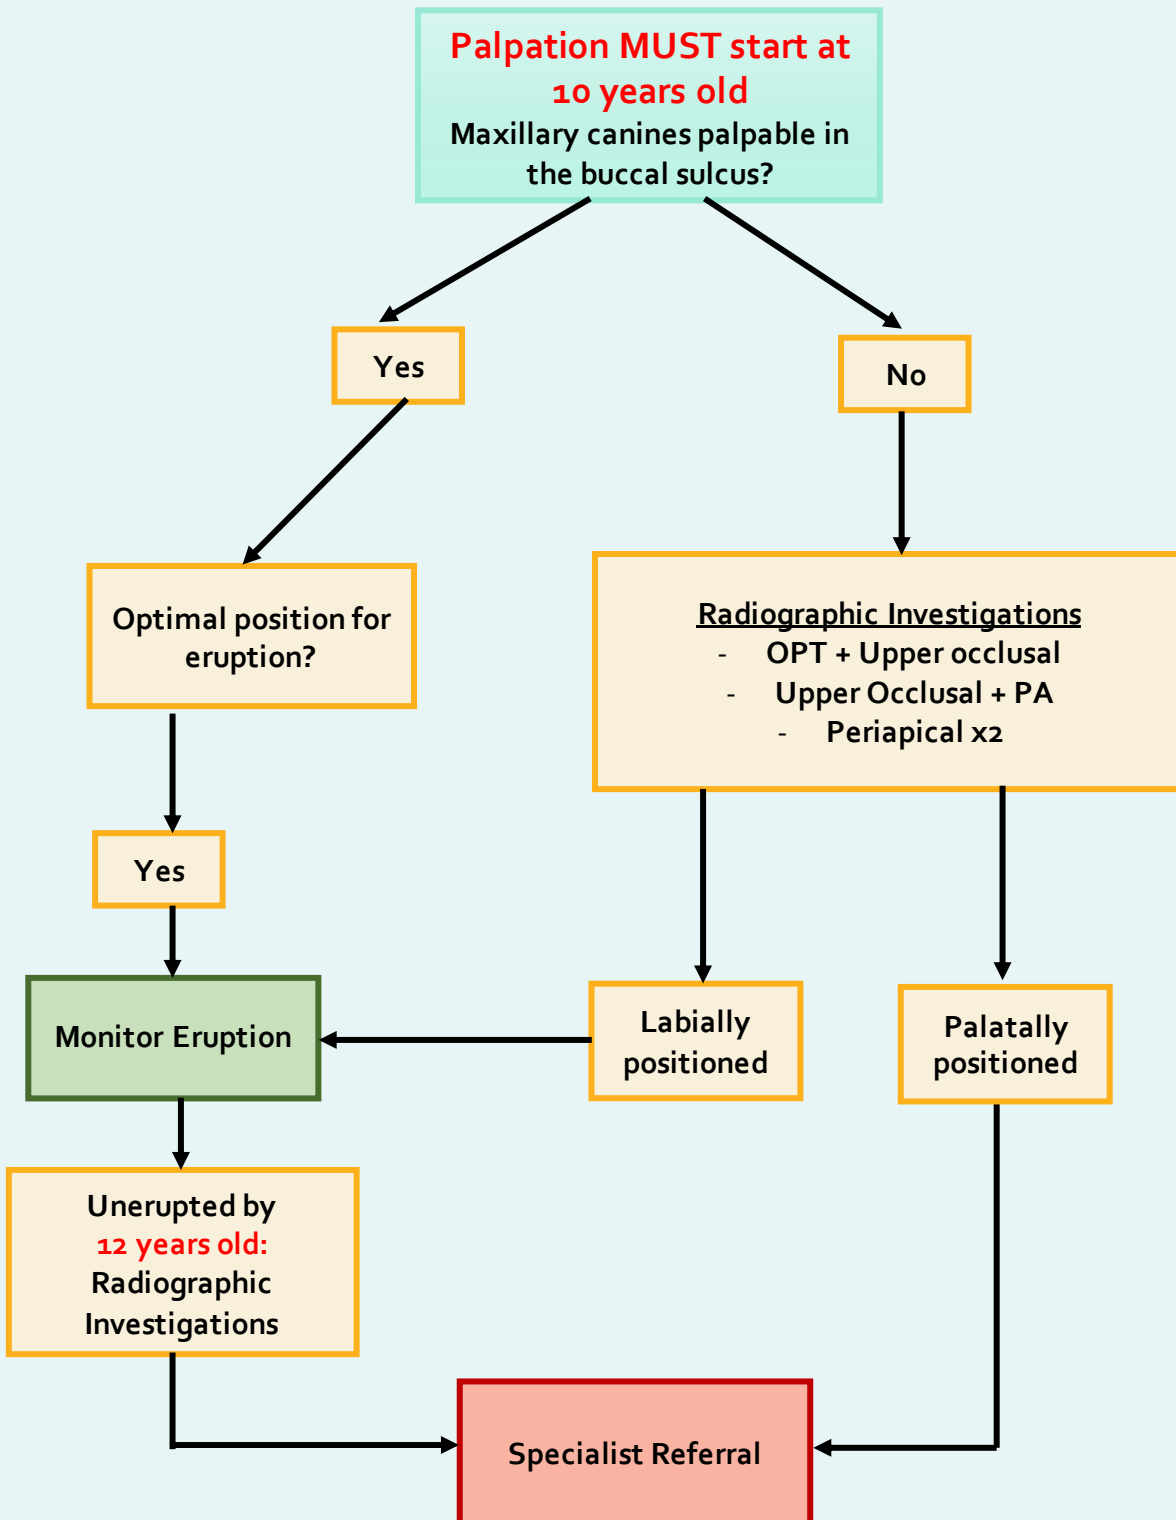 Palpation MUST start at
10 years old
Maxillary canines palpable in
the buccal sulcus?
Yes
No
Optimal position for
eruption?
Radiographic Investigations
- OPT + Upper occlusal
- Upper Occlusal + PA
- Periapical x2
Yes
Monitor Eruption
Labially
positioned
Palatally
positioned
Unerupted by
12 years old:
Radiographic
Investigations
Specialist Referral